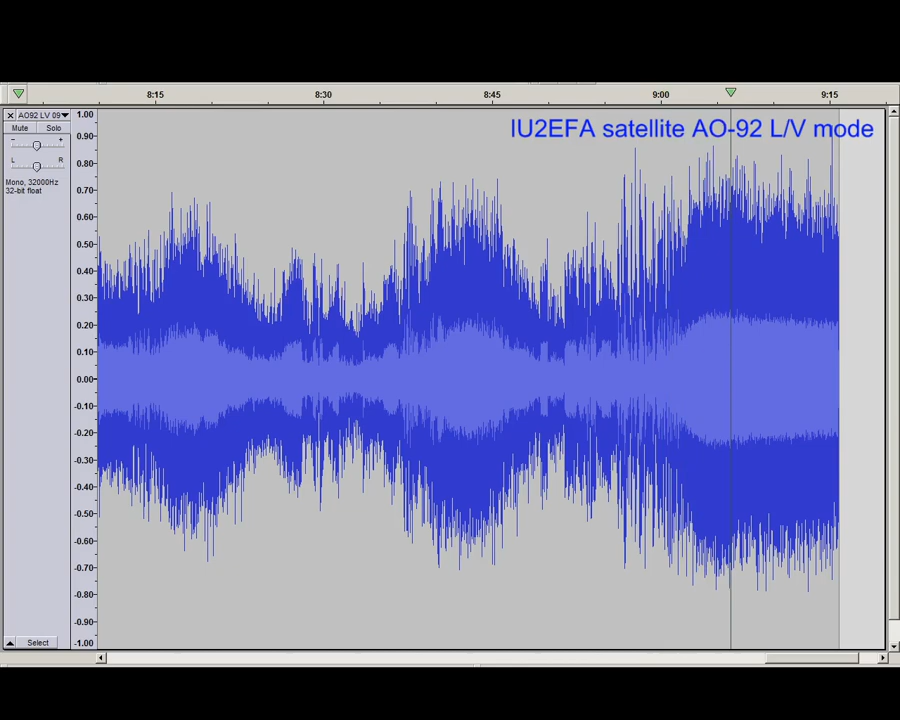 8:15 8:30 8:45 9:00 9:15
AO92 LV 09
IU2EFA satellite AO-92 L/V mode
Mute Solo
- +
L R
Mono, 32000Hz
32-bit float
1.00
0.90
0.80
0.70
0.60
0.50
0.40
0.30
0.20
0.10
0.00
-0.10
-0.20
-0.30
-0.40
-0.50
-0.60
-0.70
-0.80
-0.90
-1.00
Select